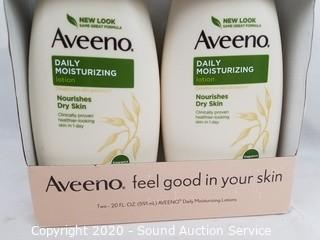 NEW LOOK
SAME GREAT FORMULA
Aveeno.
DAILY
MOISTURIZING
lotion
Nourishes
Dry Skin
Clinically proven
healthier-looking
skin in 1 day
NEW LOOK
SAME GREAT FORMULA
Aveeno.
DAILY
MOISTURIZING
lotion
Nourishes
Dry Skin
Clinically proven
healthier-looking
skin in 1 day
Aveeno. feel good in your skin
Two - 20 FL. OZ (591 mL) AVEENO® Daily Moisturizing Lotions
Copyright 2020 - Sound Auction Service